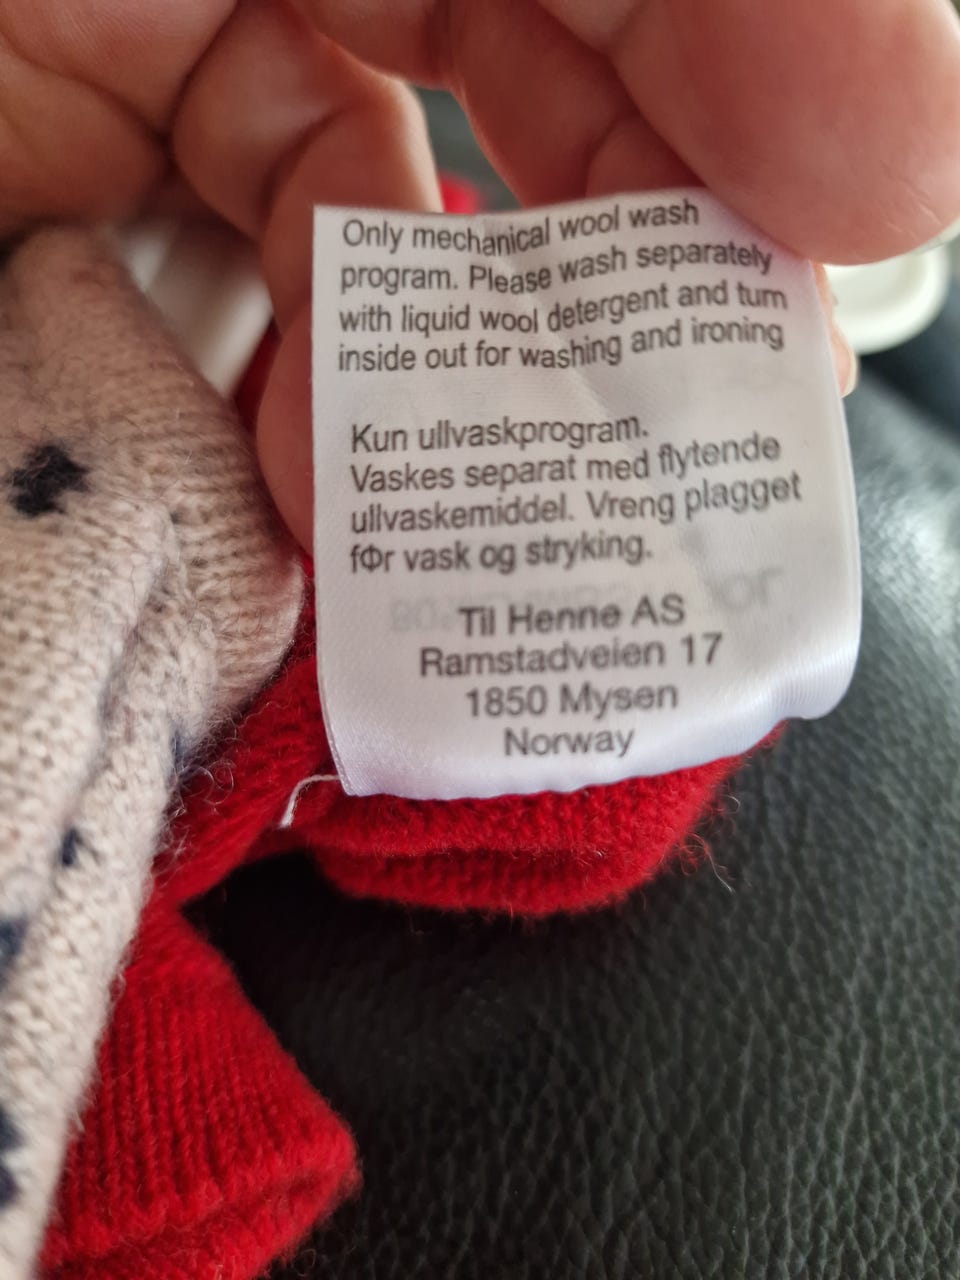 Only mechanical wool wash
program. Please wash separately
with liquid wool detergent and turn
inside out for washing and ironing
Kun ullvaskprogram.
Vaskes separat med flytende
ullvaskemiddel. Vreng plagget
fΦr vask og stryking.
Til Henne AS
Ramstadveien 17
1850 Mysen
Norway